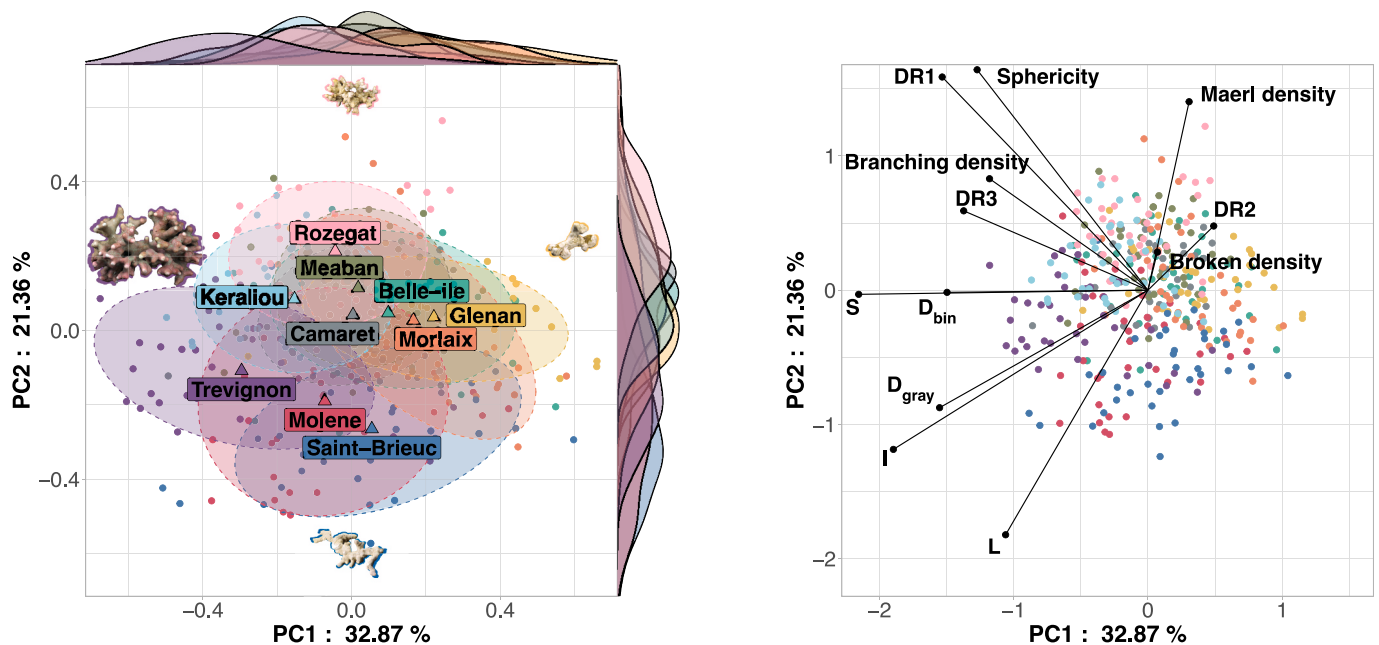 0.4
0.0
−0.4
PC2 : 21.36 %
Rozegat
Meaban
Keraliou
Belle−ile
Glenan
Camaret
Morlaix
Trevignon
Molene
Saint−Brieuc
−0.4
0.0
0.4
PC1 : 32.87 %
DR1
Sphericity
Maerl density
1
Branching density
DR3
DR2
Broken density
0
S
Dbin
Dgray
−1
I
L
−2
PC2 : 21.36 %
−2
−1
0
1
PC1 : 32.87 %